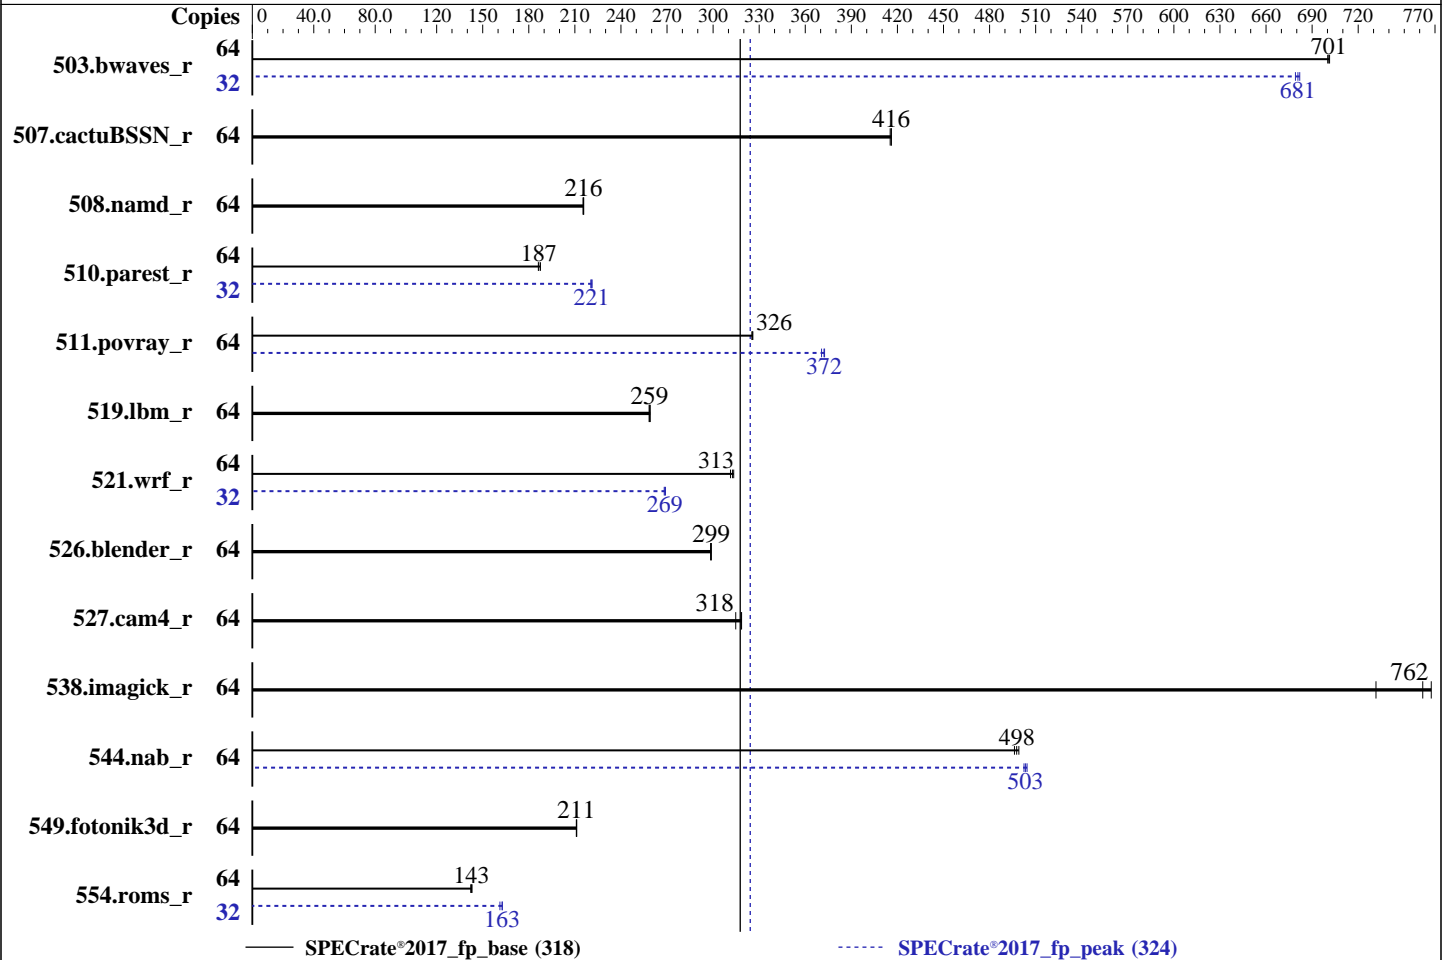 Copies 0 40.0 80.0 120 150 180 210 240 270 300 330 360 390 420 450 480 510 540 570 600 630 660 690 720 770
503.bwaves_r 64 701
32 681
507.cactuBSSN_r 64 416
508.namd_r 64 216
510.parest_r 64 187
32 221
511.povray_r 64 326
372
519.lbm_r 64 259
521.wrf_r 64 313
32 269
526.blender_r 64 299
527.cam4_r 64 318
538.imagick_r 64 762
544.nab_r 64 498
503
549.fotonik3d_r 64 211
554.roms_r 64 143
32 163
SPECrate®2017_fp_base (318) SPECrate®2017_fp_peak (324)